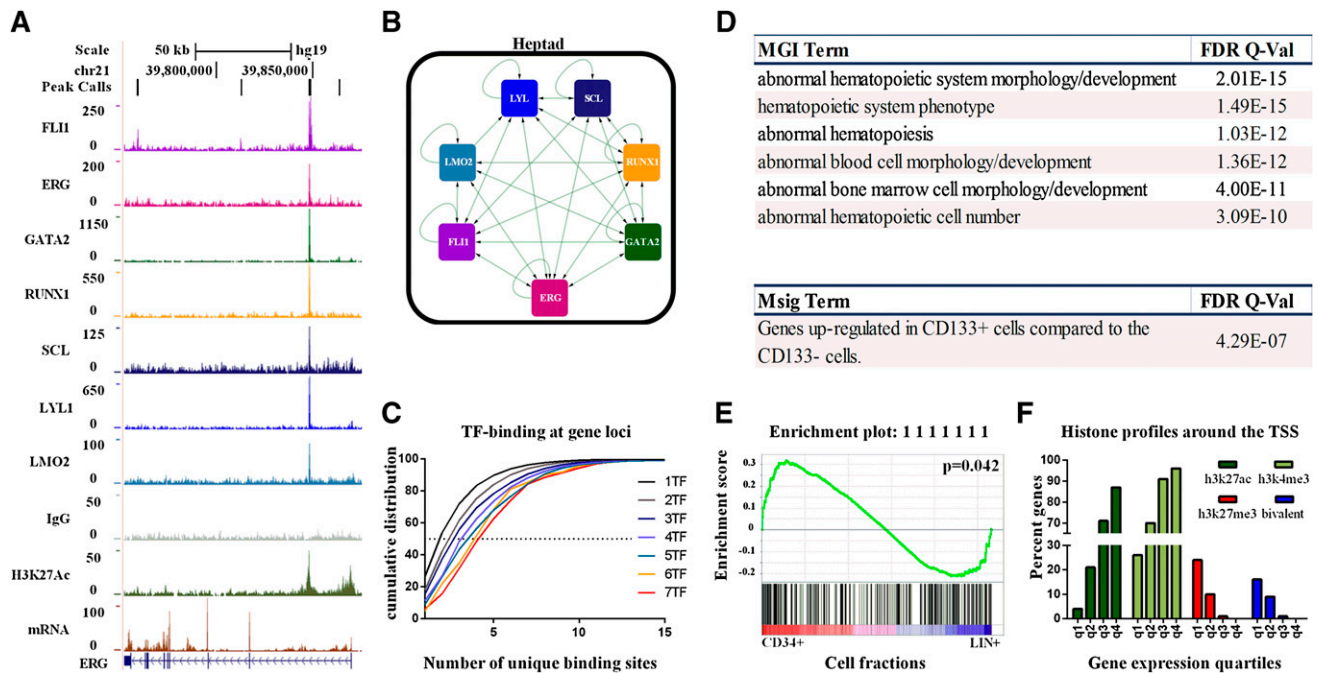 A
Scale
50 kb
hg19
chr21
39,800,000
39,850,000
Peak Calls
250
FLI1
0
200
ERG
0
1150
GATA2
0
550
RUNX1
0
125
SCL
0
650
LYL1
0
100
LMO2
0
50
IgG
0
50
H3K27Ac
0
100
mRNA
0
ERG
B
Heptad
LYL
SCL
LMO2
RUNX1
FLI1
GATA2
ERG
C
TF-binding at gene loci
cumulative distribution
100
80
60
40
20
0
5
10
15
Number of unique binding sites
1TF
2TF
3TF
4TF
5TF
6TF
7TF
D
MGI Term FDR Q-Val
abnormal hematopoietic system morphology/development 2.01E-15
hematopoietic system phenotype 1.49E-15
abnormal hematopoiesis 1.03E-12
abnormal blood cell morphology/development 1.36E-12
abnormal bone marrow cell morphology/development 4.00E-11
abnormal hematopoietic cell number 3.09E-10
Msig Term FDR Q-Val
Genes up-regulated in CD133+ cells compared to the
CD133- cells. 4.29E-07
E
Enrichment plot: 1 1 1 1 1 1 1
p=0.042
Enrichment score
0.3
0.2
0.1
0
-0.1
-0.2
CD34+
LIN+
Cell fractions
F
Histone profiles around the TSS
Percent genes
100
90
80
70
30
20
10
0
h3k27ac
h3k4me3
h3k27me3
bivalent
q1 q2 q3 q4 q1 q2 q3 q4 q1 q2 q3 q4 q1 q2 q3 q4
Gene expression quartiles